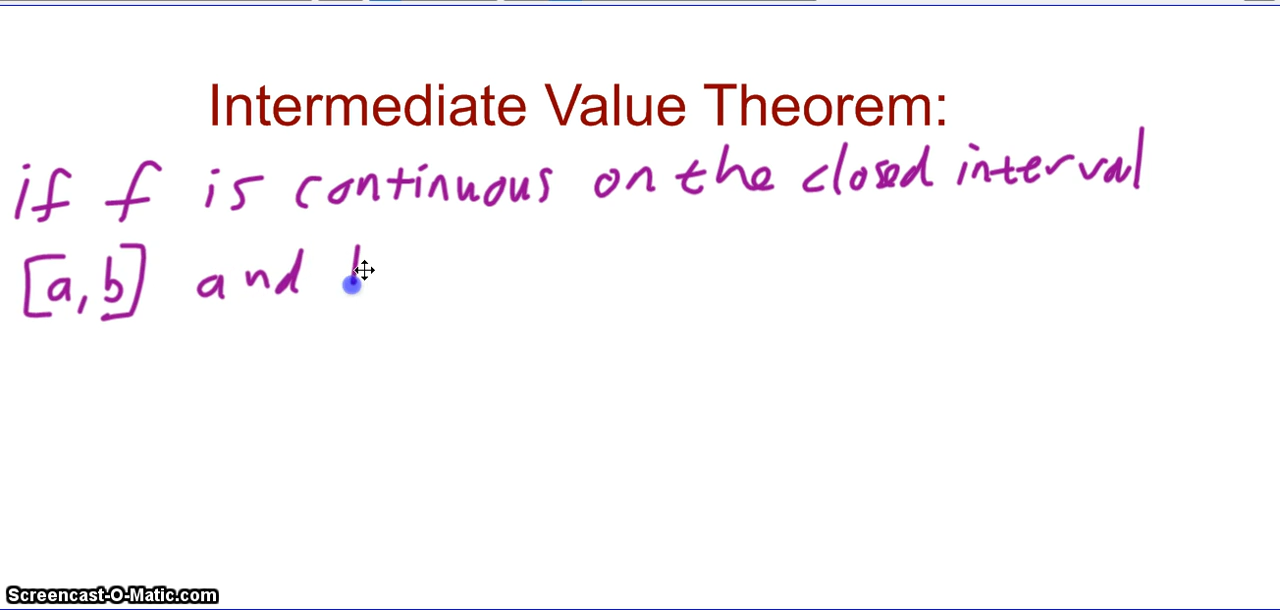 Intermediate Value Theorem:
if f is continuous on the closed interval
[a,b] and
Screencast-O-Matic.com